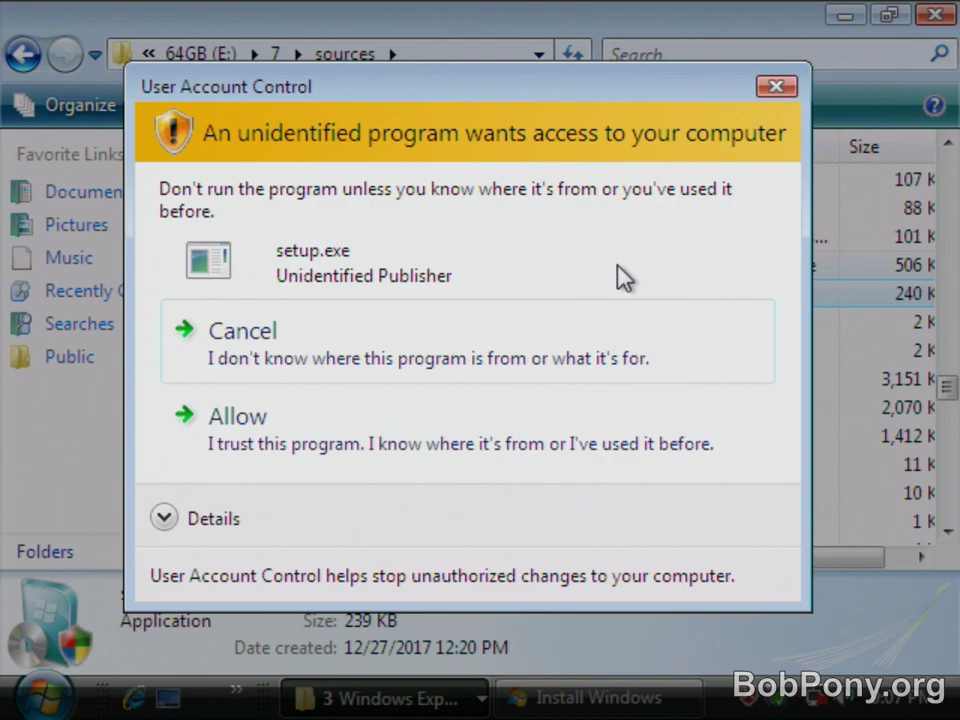 « 64GB (E:) ▸ 7 ▸ sources ▸
Search
User Account Control
Organize
An unidentified program wants access to your computer
Favorite Links
Size
Documen
Pictures
Music
Recently C
Searches
Public
Don't run the program unless you know where it's from or you've used it
before.
setup.exe
Unidentified Publisher
Cancel
I don't know where this program is from or what it's for.
Allow
I trust this program. I know where it's from or I've used it before.
Details
User Account Control helps stop unauthorized changes to your computer.
107 K
88 K
101 K
506 K
240 K
2 K
2 K
3,151 K
2,070 K
1,412 K
11 K
10 K
1 K
Folders
Application
Size: 239 KB
Date created: 12/27/2017 12:20 PM
3 Windows Exp...
Install Windows
BobPony.org